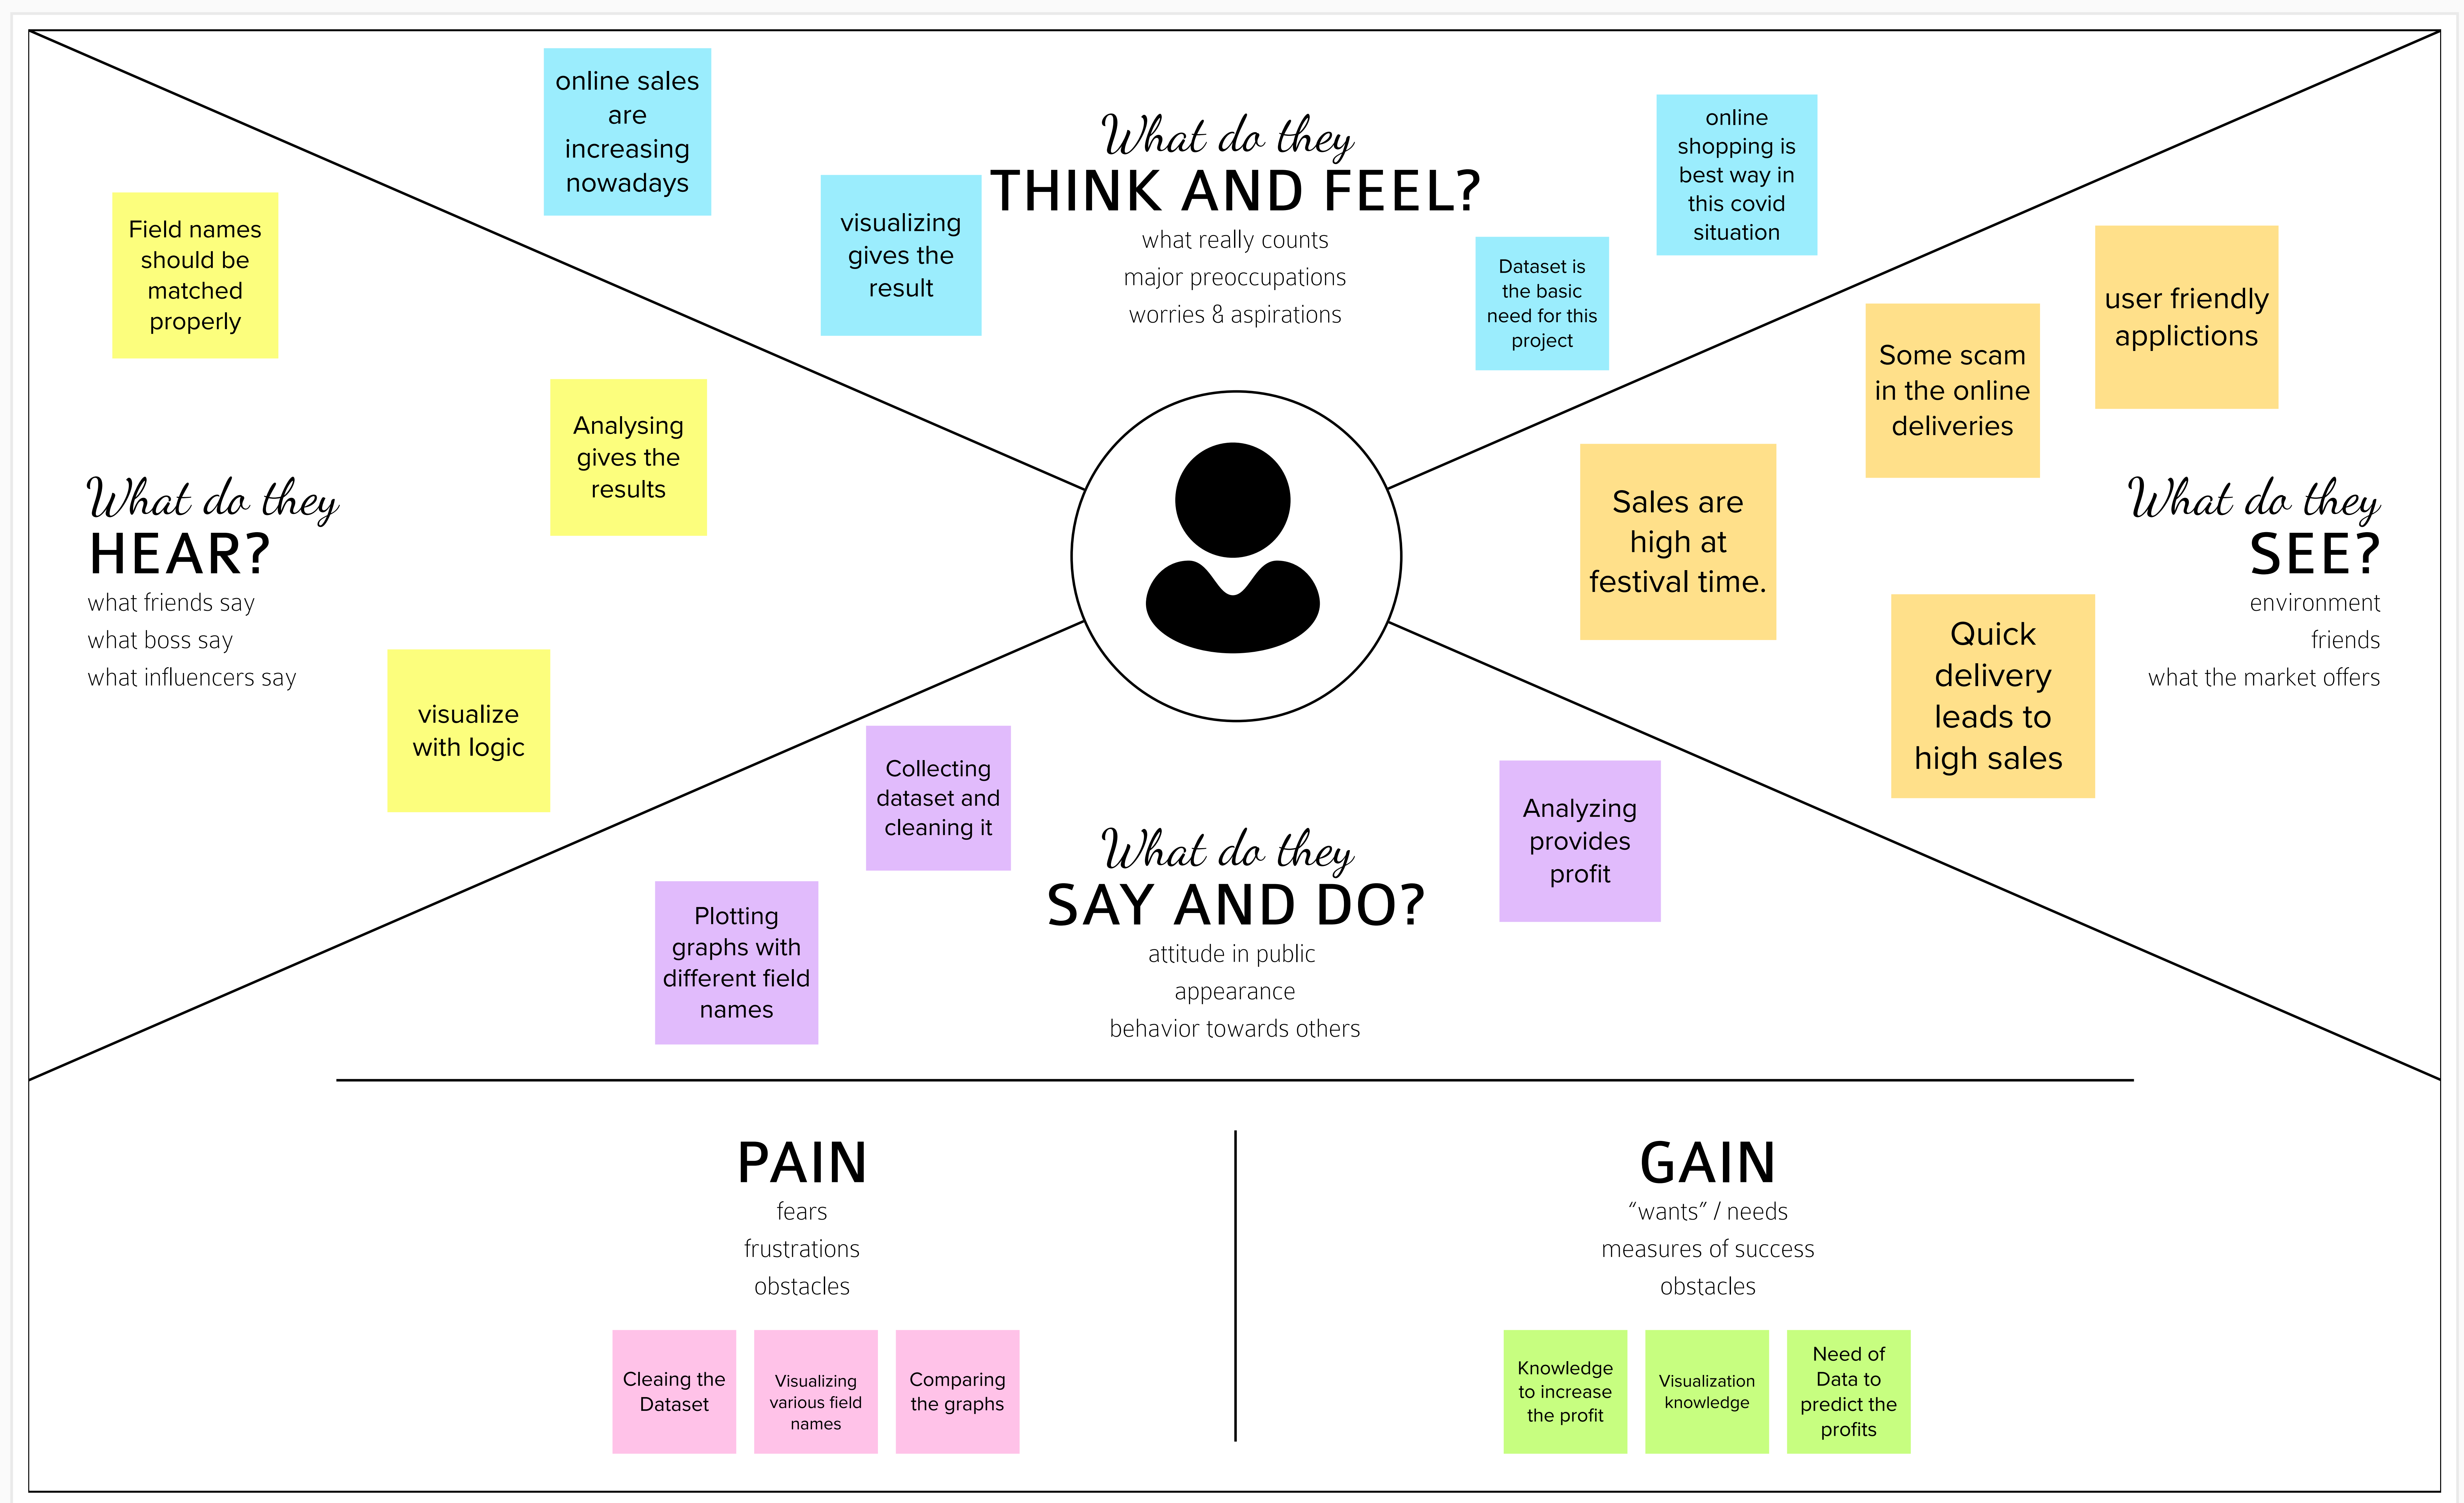 online sales
are
increasing
nowadays
visualizing
gives the
result
What do they
THINK AND FEEL?
what really counts
major preoccupations
worries & aspirations
Dataset is
the basic
need for this
project
online
shopping is
best way in
this covid
situation
Field names
should be
matched
properly
Analysing
gives the
results
What do they
HEAR?
what friends say
what boss say
what influencers say
visualize
with logic
user friendly
applictions
Some scam
in the online
deliveries
Sales are
high at
festival time.
What do they
SEE?
environment
friends
what the market offers
Quick
delivery
leads to
high sales
Collecting
dataset and
cleaning it
Plotting
graphs with
different field
names
What do they
SAY AND DO?
attitude in public
appearance
behavior towards others
Analyzing
provides
profit
PAIN
fears
frustrations
obstacles
Cleaing the
Dataset
Visualizing
various field
names
Comparing
the graphs
GAIN
“wants” / needs
measures of success
obstacles
Knowledge
to increase
the profit
Visualization
knowledge
Need of
Data to
predict the
profits